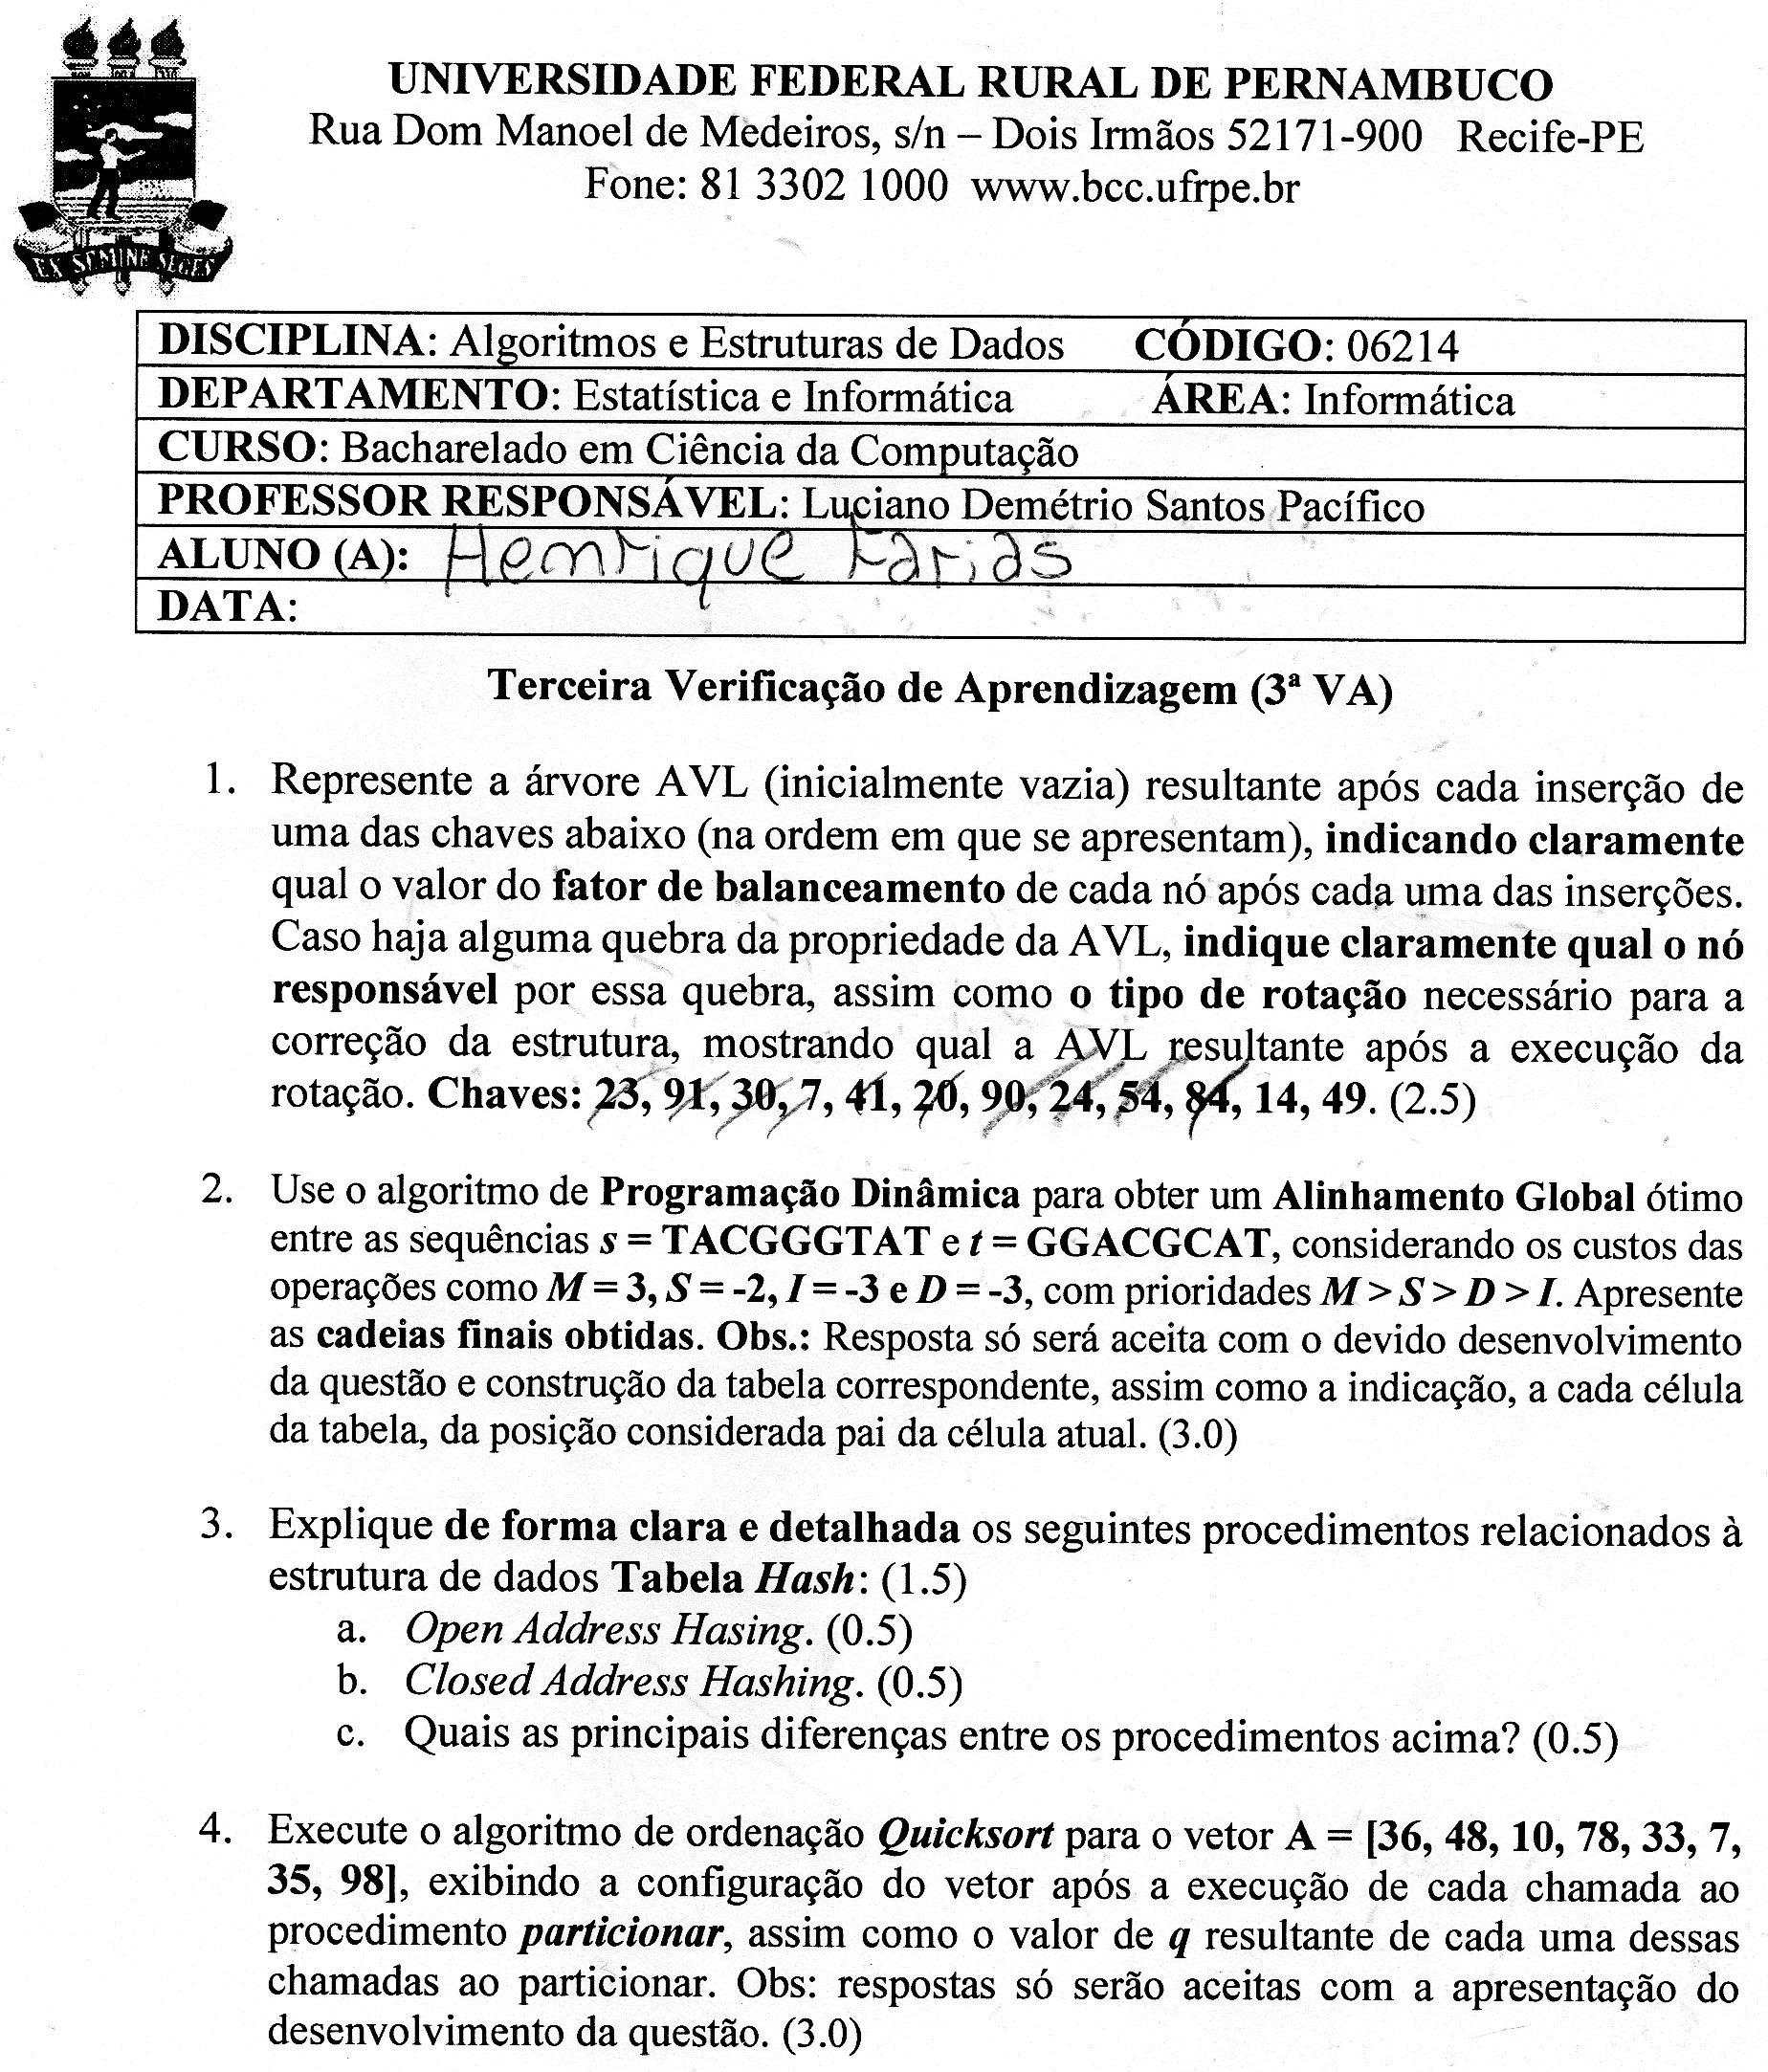 UNIVERSIDADE FEDERAL RURAL DE PERNAMBUCO
Rua Dom Manoel de Medeiros, s/n – Dois Irmãos 52171-900 Recife-PE
Fone: 81 3302 1000 www.bcc.ufrpe.br
EX SEMINE SEGES
DISCIPLINA: Algoritmos e Estruturas de Dados CÓDIGO: 06214
DEPARTAMENTO: Estatística e Informática ÁREA: Informática
CURSO: Bacharelado em Ciência da Computação
PROFESSOR RESPONSÁVEL: Luciano Demétrio Santos Pacífico
ALUNO (A): Henrique Farias
DATA:
Terceira Verificação de Aprendizagem (3ª VA)
1. Represente a árvore AVL (inicialmente vazia) resultante após cada inserção de
uma das chaves abaixo (na ordem em que se apresentam), indicando claramente
qual o valor do fator de balanceamento de cada nó após cada uma das inserções.
Caso haja alguma quebra da propriedade da AVL, indique claramente qual o nó
responsável por essa quebra, assim como o tipo de rotação necessário para a
correção da estrutura, mostrando qual a AVL resultante após a execução da
rotação. Chaves: 23, 91, 30, 7, 41, 20, 90, 24, 54, 84, 14, 49. (2.5)
2. Use o algoritmo de Programação Dinâmica para obter um Alinhamento Global ótimo
entre as sequências s = TACGGGTAT e t = GGACGCAT, considerando os custos das
operações como M = 3, S = -2, I = -3 e D = -3, com prioridades M > S > D > I. Apresente
as cadeias finais obtidas. Obs.: Resposta só será aceita com o devido desenvolvimento
da questão e construção da tabela correspondente, assim como a indicação, a cada célula
da tabela, da posição considerada pai da célula atual. (3.0)
3. Explique de forma clara e detalhada os seguintes procedimentos relacionados à
estrutura de dados Tabela Hash: (1.5)
a. Open Address Hasing. (0.5)
b. Closed Address Hashing. (0.5)
c. Quais as principais diferenças entre os procedimentos acima? (0.5)
4. Execute o algoritmo de ordenação Quicksort para o vetor A = [36, 48, 10, 78, 33, 7,
35, 98], exibindo a configuração do vetor após a execução de cada chamada ao
procedimento particionar, assim como o valor de q resultante de cada uma dessas
chamadas ao particionar. Obs: respostas só serão aceitas com a apresentação do
desenvolvimento da questão. (3.0)